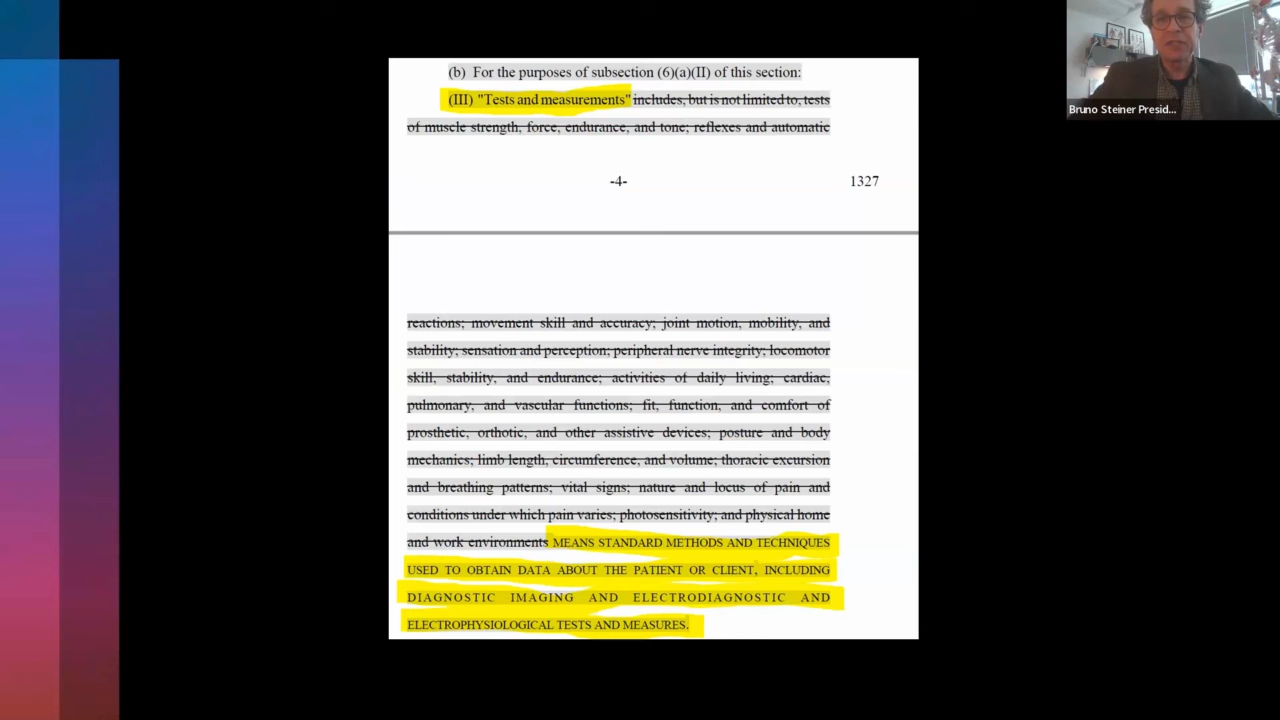 (b) For the purposes of subsection (6)(a)(II) of this section:
(III) "Tests and measurements" includes, but is not limited to, tests
of muscle strength, force, endurance, and tone; reflexes and automatic
-4-
1327
reactions; movement skill and accuracy; joint motion, mobility, and
stability; sensation and perception; peripheral nerve integrity; locomotor
skill, stability, and endurance; activities of daily living; cardiac,
pulmonary, and vascular functions; fit, function, and comfort of
prosthetic, orthotic, and other assistive devices; posture and body
mechanics; limb length, circumference, and volume; thoracic excursion
and breathing patterns; vital signs; nature and locus of pain and
conditions under which pain varies; photosensitivity; and physical home
and work environments MEANS STANDARD METHODS AND TECHNIQUES
USED TO OBTAIN DATA ABOUT THE PATIENT OR CLIENT, INCLUDING
DIAGNOSTIC IMAGING AND ELECTRODIAGNOSTIC AND
ELECTROPHYSIOLOGICAL TESTS AND MEASURES.
Bruno Steiner Presid...